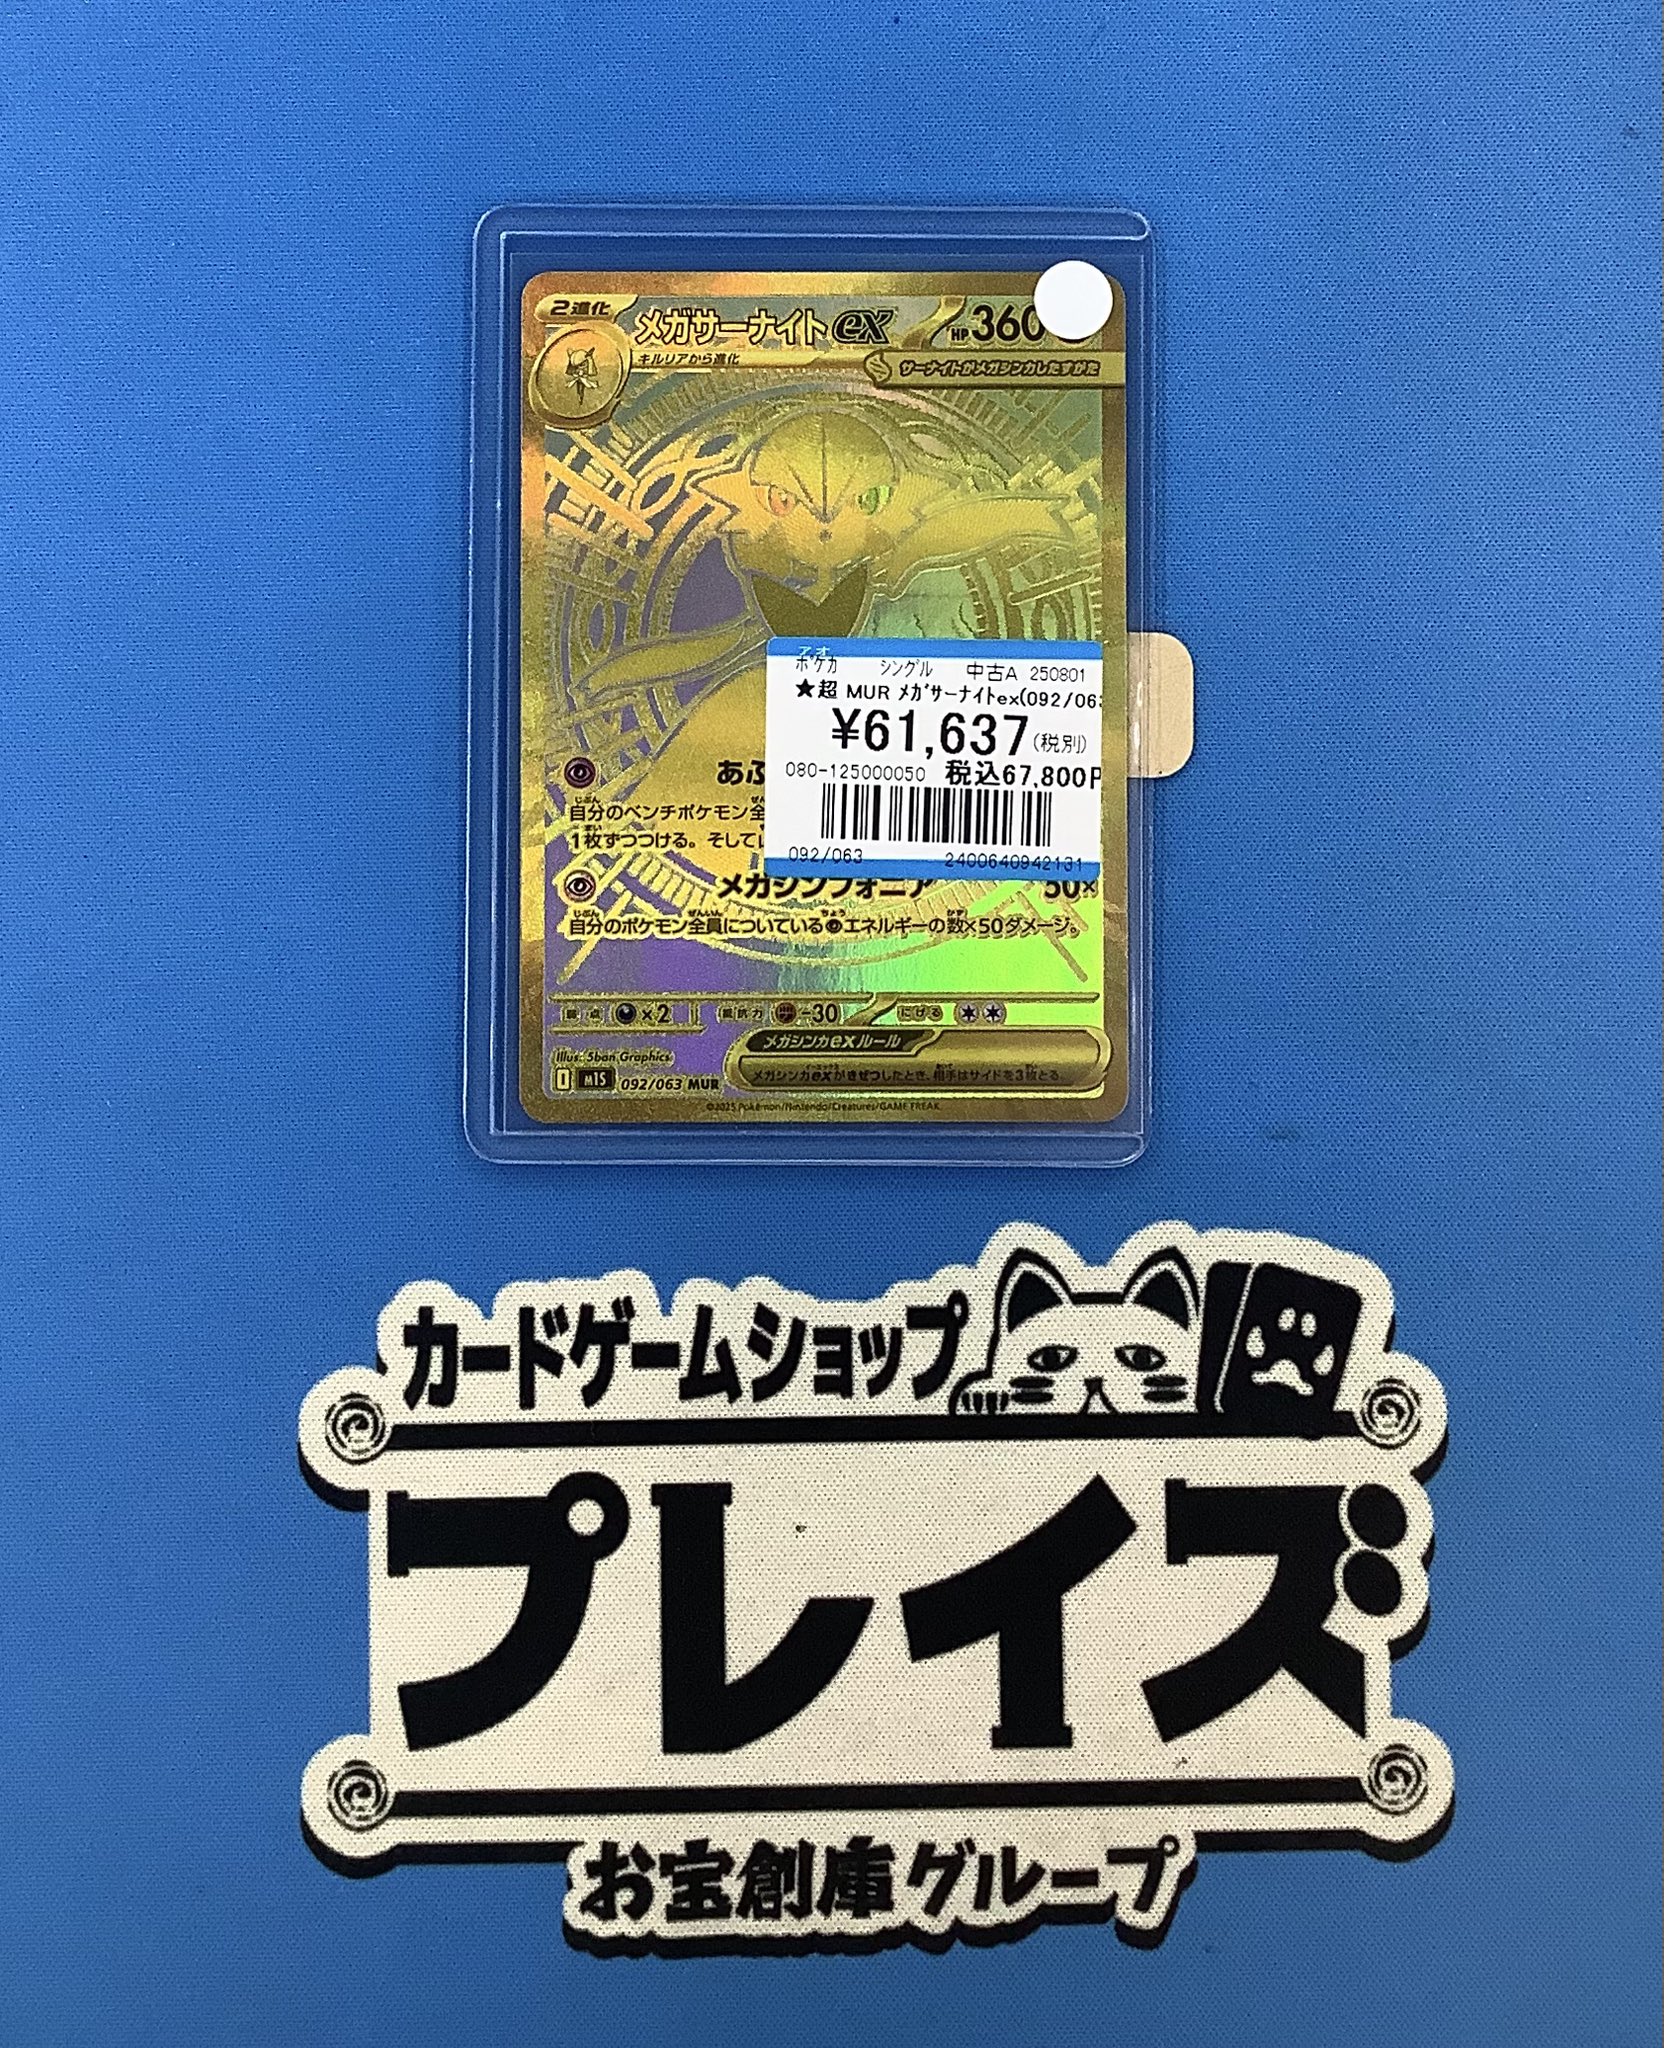 2進化
メガサーナイトex
HP 360
キルリアから進化
サーナイトがメガシンカしたすがた
アオ
ポケカ シングル 中古A 250801
★超 MUR ﾒｶﾞｻｰﾅｲﾄex(092/063
¥61,637(税別)
080-125000050 税込67,800P
092/063 2400640942131
あふ
自分のベンチポケモン全
1枚ずつつける。そして
メガシンフォニア 50×
自分のポケモン全員についている超エネルギーの数×50ダメージ。
弱点 ×2 抵抗力 -30 にげる
メガシンカexルール
メガシンカexがきぜつしたとき、相手はサイドを3枚とる。
Illus. 5ban Graphics
I M1S 092/063 MUR
©2025 Pokémon/Nintendo/Creatures/GAME FREAK.
カードゲームショップ
プレイズ
お宝創庫グループ